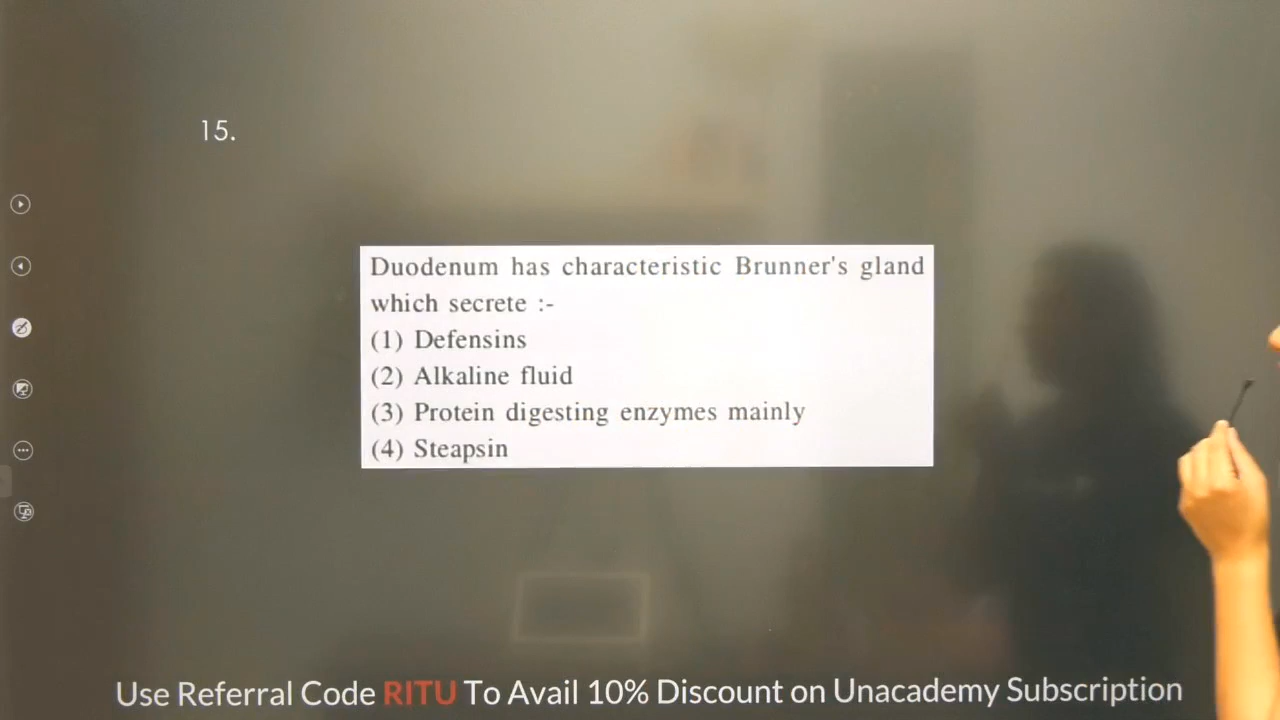 15.
Duodenum has characteristic Brunner's gland
which secrete :-
(1) Defensins
(2) Alkaline fluid
(3) Protein digesting enzymes mainly
(4) Steapsin
Use Referral Code RITU To Avail 10% Discount on Unacademy Subscription